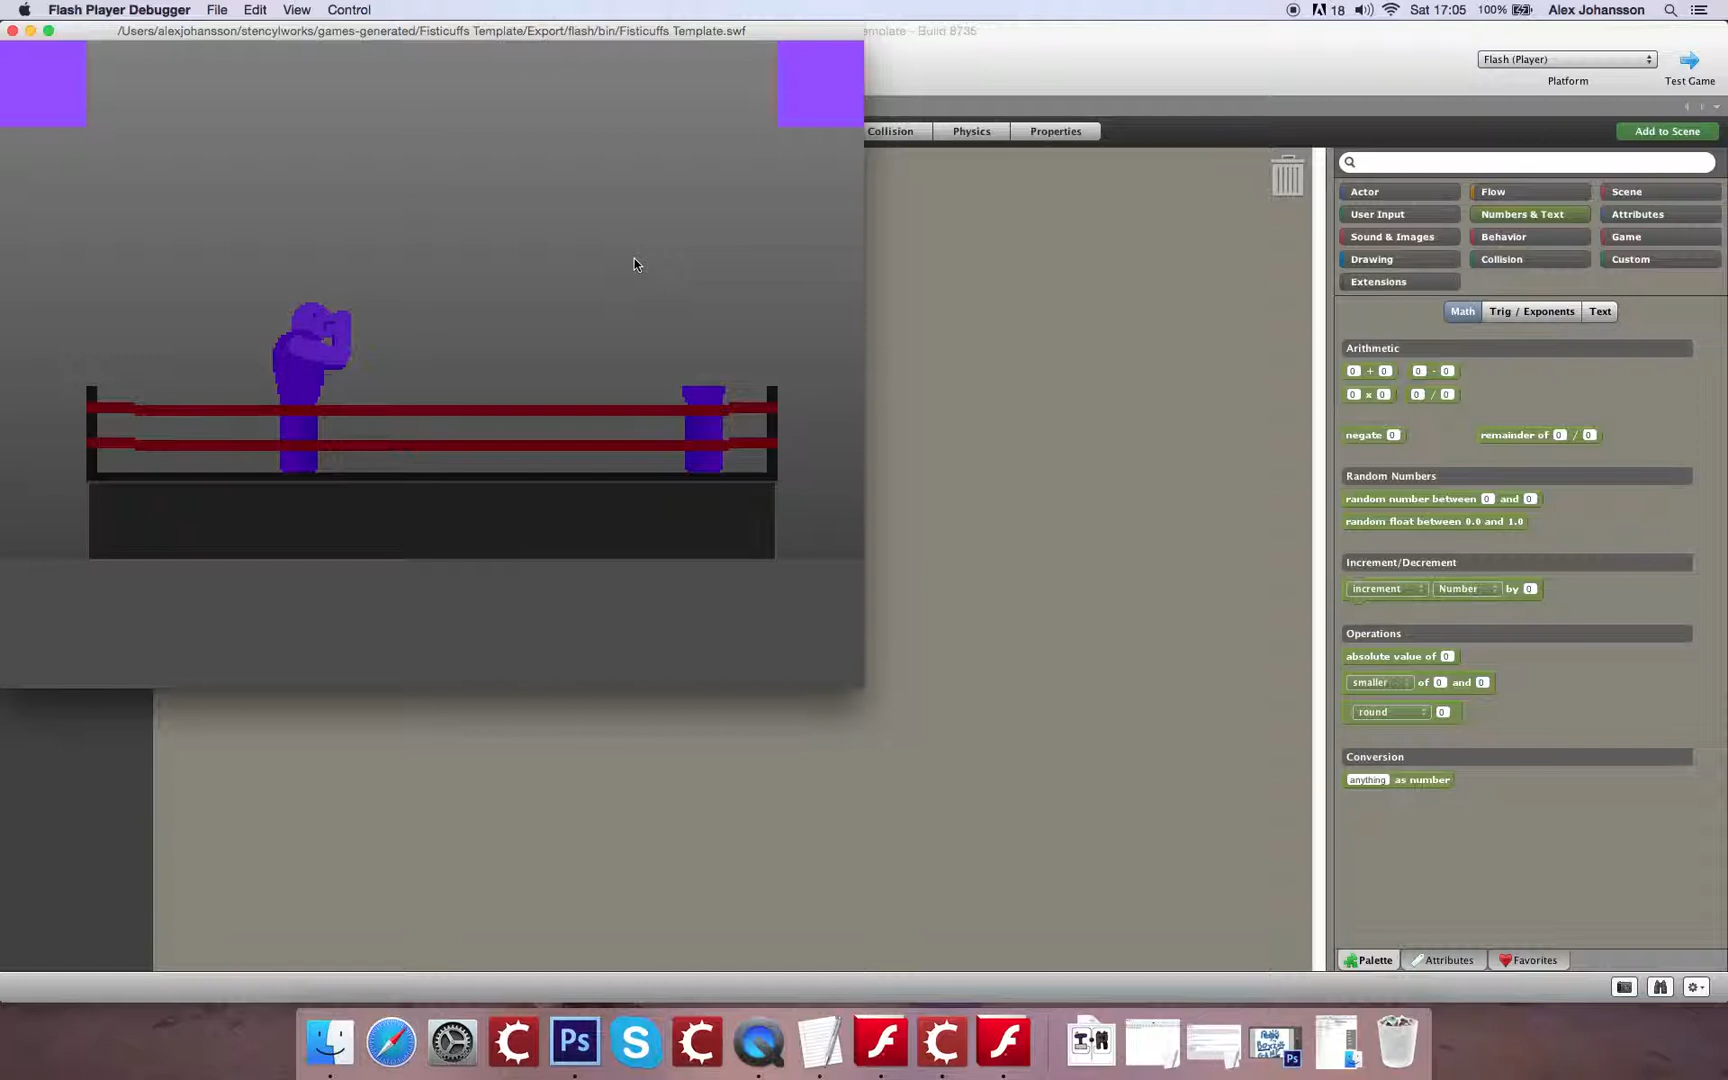 Flash Player Debugger File Edit View Control 18 Sat 17:05 100% Alex Johansson
/Users/alexjohansson/stencylworks/games-generated/Fisticuffs Template/Export/flash/bin/Fisticuffs Template.swf emplate - Build 8735
Flash (Player)
Platform Test Game
Collision Physics Properties Add to Scene
Actor Flow Scene
User Input Numbers & Text Attributes
Sound & Images Behavior Game
Drawing Collision Custom
Extensions
Math Trig / Exponents Text
Arithmetic
0 + 0 0 - 0
0 x 0 0 / 0
negate 0 remainder of 0 / 0
Random Numbers
random number between 0 and 0
random float between 0.0 and 1.0
Increment/Decrement
increment Number by 0
Operations
absolute value of 0
smaller of 0 and 0
round 0
Conversion
anything as number
Palette Attributes Favorites
Ps